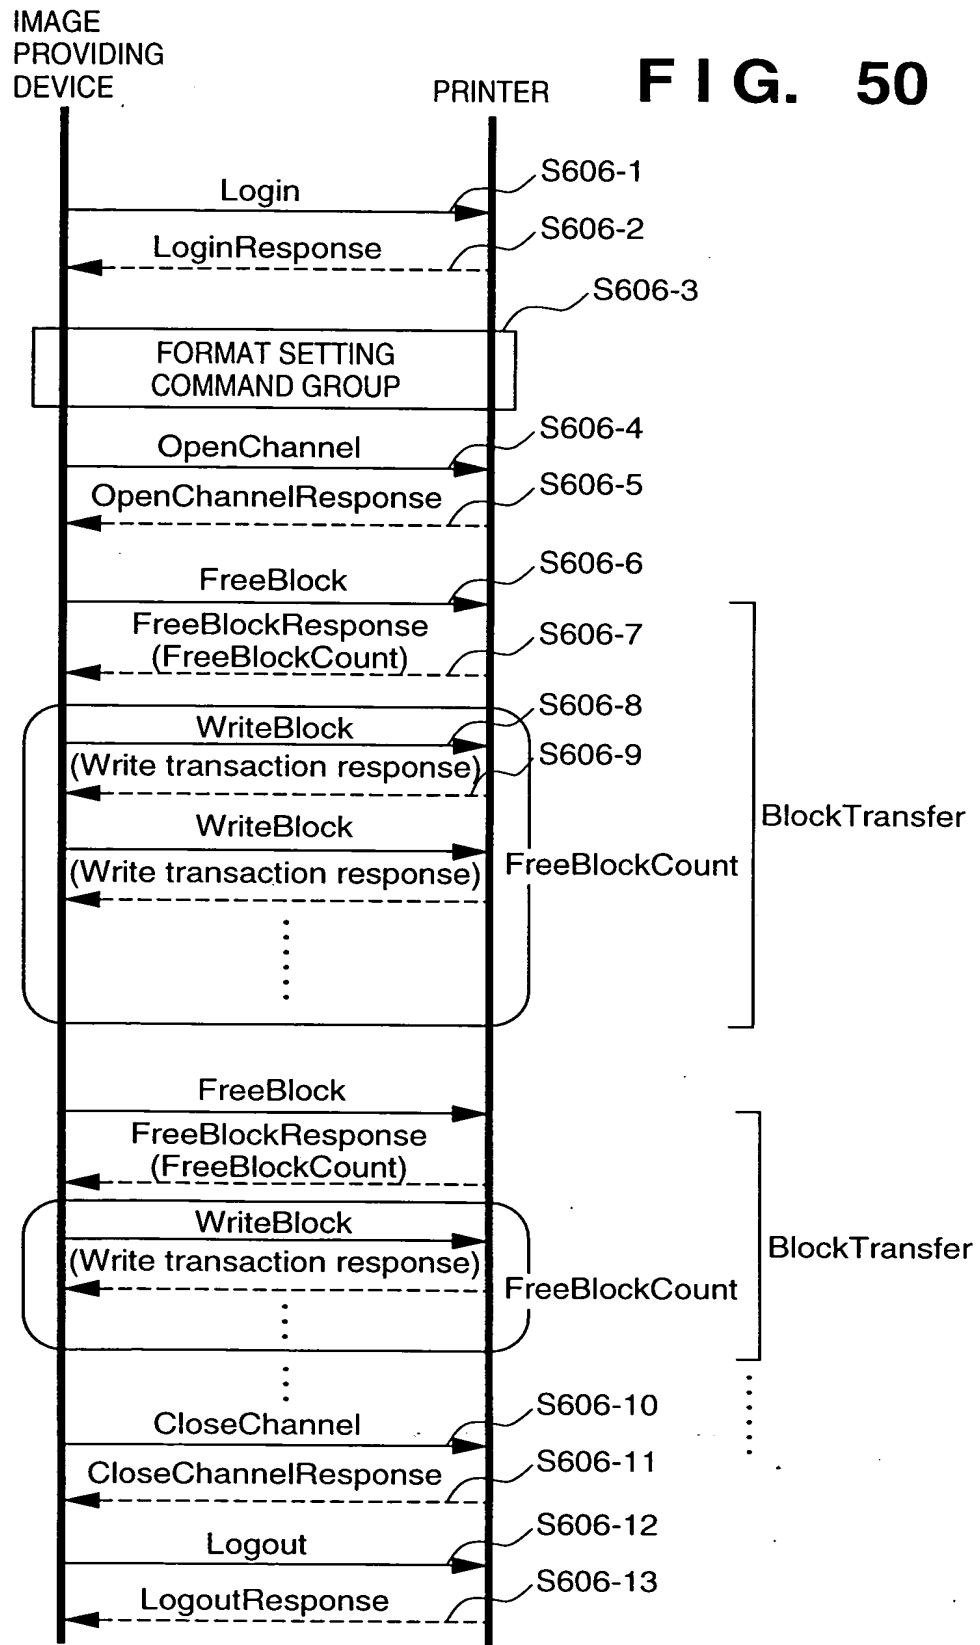 IMAGE
PROVIDING
DEVICE
PRINTER
FIG. 50
Login
S606-1
LoginResponse
S606-2
S606-3
FORMAT SETTING
COMMAND GROUP
OpenChannel
S606-4
OpenChannelResponse
S606-5
FreeBlock
S606-6
FreeBlockResponse
(FreeBlockCount)
S606-7
WriteBlock
S606-8
(Write transaction response)
S606-9
WriteBlock
(Write transaction response)
FreeBlockCount
BlockTransfer
FreeBlock
FreeBlockResponse
(FreeBlockCount)
WriteBlock
(Write transaction response)
FreeBlockCount
BlockTransfer
CloseChannel
S606-10
CloseChannelResponse
S606-11
Logout
S606-12
LogoutResponse
S606-13